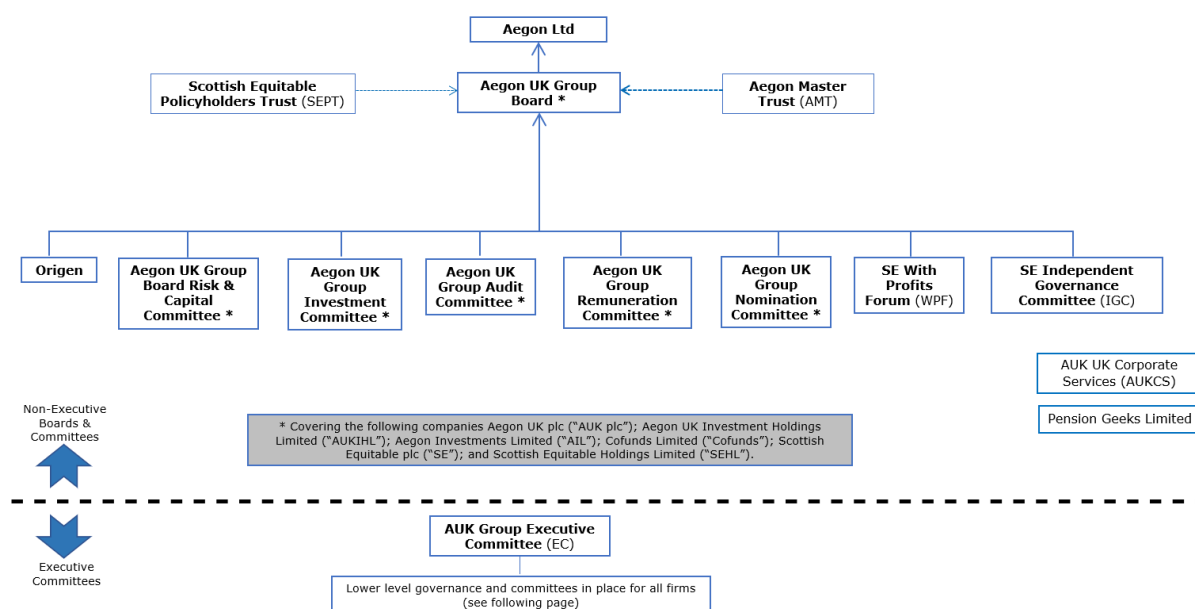 Aegon Ltd
Scottish Equitable
Policyholders Trust (SEPT)
Aegon UK Group
Board *
Aegon Master
Trust (AMT)
Origen
Aegon UK Group
Board Risk &
Capital
Committee *
Aegon UK
Group
Investment
Committee *
Aegon UK
Group Audit
Committee *
Aegon UK
Group
Remuneration
Committee *
Aegon UK
Group
Nomination
Committee *
SE With
Profits
Forum (WPF)
SE Independent
Governance
Committee (IGC)
AUK UK Corporate
Services (AUKCS)
Pension Geeks Limited
Non-Executive
Boards &
Committees
* Covering the following companies Aegon UK plc (“AUK plc”); Aegon UK Investment Holdings
Limited (“AUKIHL”); Aegon Investments Limited (“AIL”); Cofunds Limited (“Cofunds”); Scottish
Equitable plc (“SE”); and Scottish Equitable Holdings Limited (“SEHL”).
Executive
Committees
AUK Group Executive
Committee (EC)
Lower level governance and committees in place for all firms
(see following page)